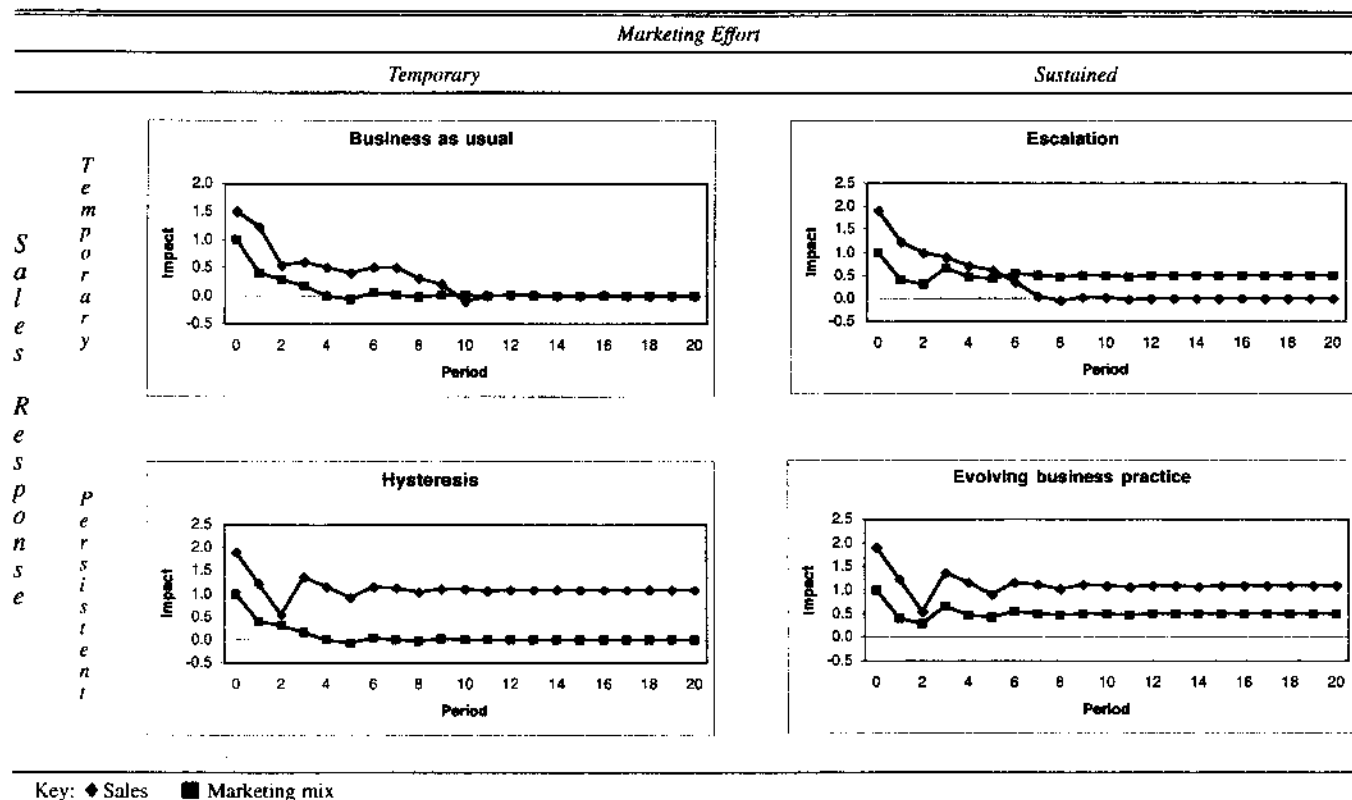 Marketing Effort
Temporary Sustained
Sales Response
Temporary
Business as usual
Impact
2.0
1.5
1.0
0.5
0.0
-0.5
0 2 4 6 8 10 12 14 16 18 20
Period
Escalation
Impact
2.5
2.0
1.5
1.0
0.5
0.0
-0.5
0 2 4 6 8 10 12 14 16 18 20
Period
Persistent
Hysteresis
Impact
2.5
2.0
1.5
1.0
0.5
0.0
-0.5
0 2 4 6 8 10 12 14 16 18 20
Period
Evolving business practice
Impact
2.5
2.0
1.5
1.0
0.5
0.0
-0.5
0 2 4 6 8 10 12 14 16 18 20
Period
Key: ◆ Sales ■ Marketing mix